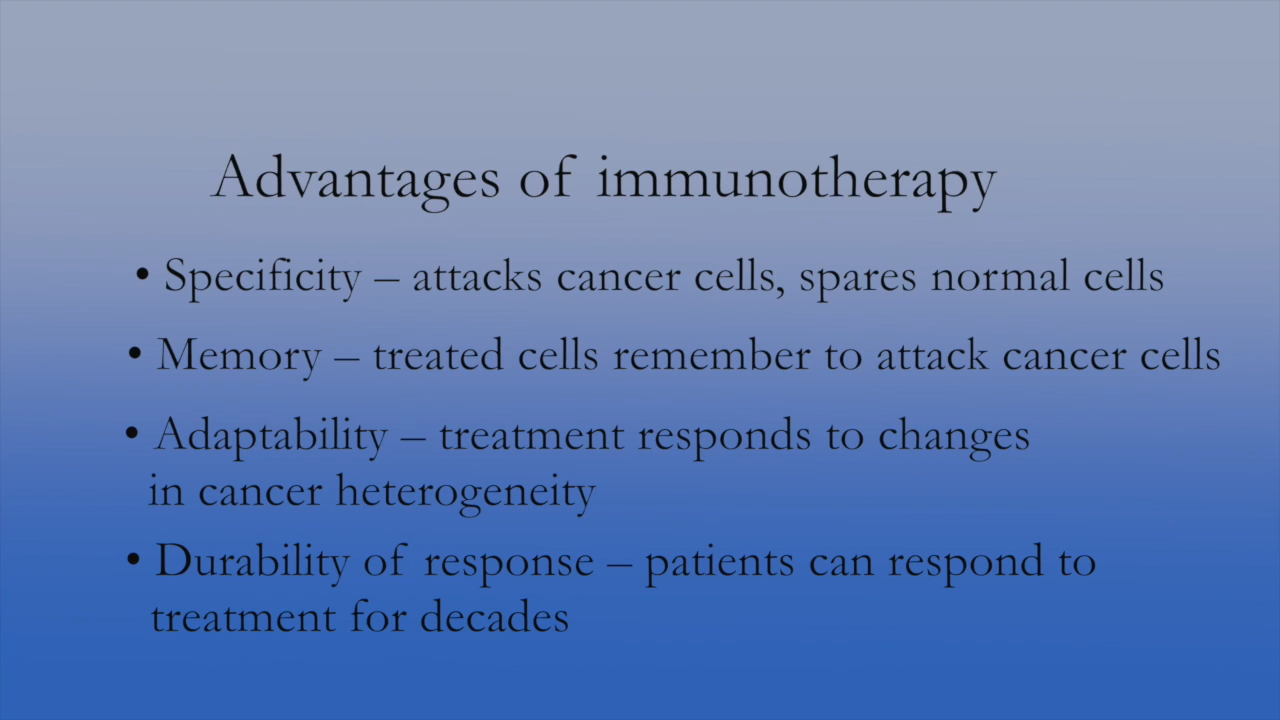 Advantages of immunotherapy
• Specificity – attacks cancer cells, spares normal cells
• Memory – treated cells remember to attack cancer cells
• Adaptability – treatment responds to changes
in cancer heterogeneity
• Durability of response – patients can respond to
treatment for decades